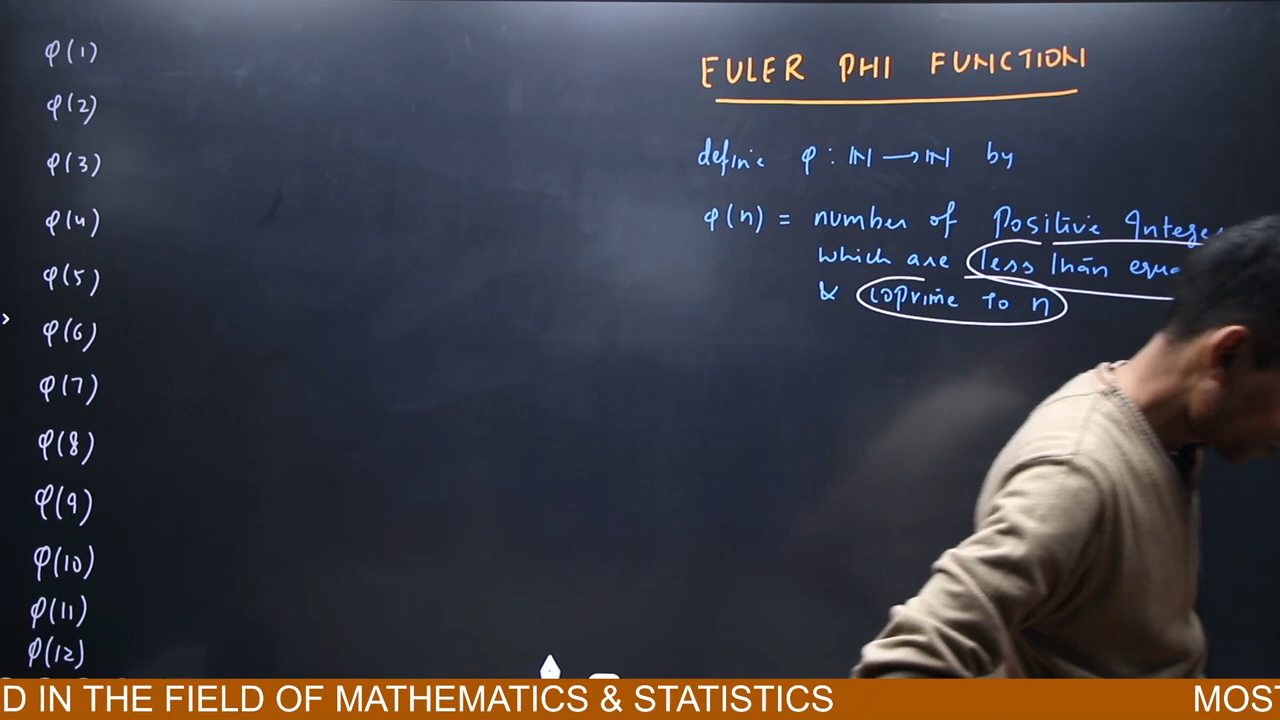 φ(1)
φ(2)
φ(3)
φ(4)
φ(5)
φ(6)
φ(7)
φ(8)
φ(9)
φ(10)
φ(11)
φ(12)
EULER PHI FUNCTION
define φ : ℕ → ℕ by
φ(n) = number of Positive Intege
which are less than equa
& coprime to n
D IN THE FIELD OF MATHEMATICS & STATISTICS MOST